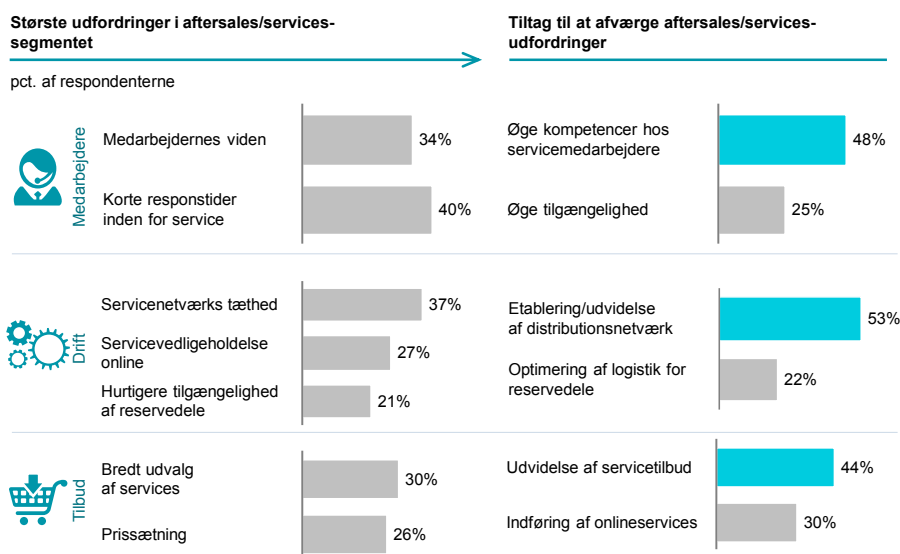 Største udfordringer i aftersales/services-
segmentet
Tiltag til at afværge aftersales/services-
udfordringer
pct. af respondenterne
Medarbejdere
Medarbejdernes viden
34%
Korte responstider
inden for service
40%
Øge kompetencer hos
servicemedarbejdere
48%
Øge tilgængelighed
25%
Drift
Servicenetværks tæthed
37%
Servicevedligeholdelse
online
27%
Hurtigere tilgængelighed
af reservedele
21%
Etablering/udvidelse
af distributionsnetværk
53%
Optimering af logistik for
reservedele
22%
Tilbud
Bredt udvalg
af services
30%
Prissætning
26%
Udvidelse af servicetilbud
44%
Indføring af onlineservices
30%